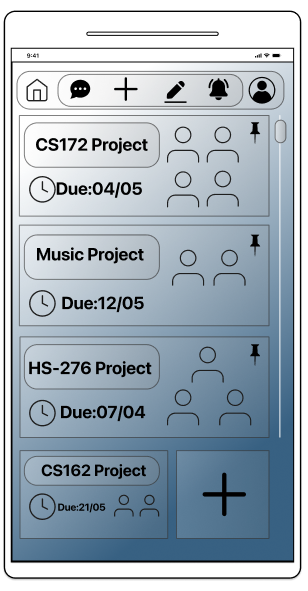 9:41
CS172 Project
Due:04/05
Music Project
Due:12/05
HS-276 Project
Due:07/04
CS162 Project
Due:21/05